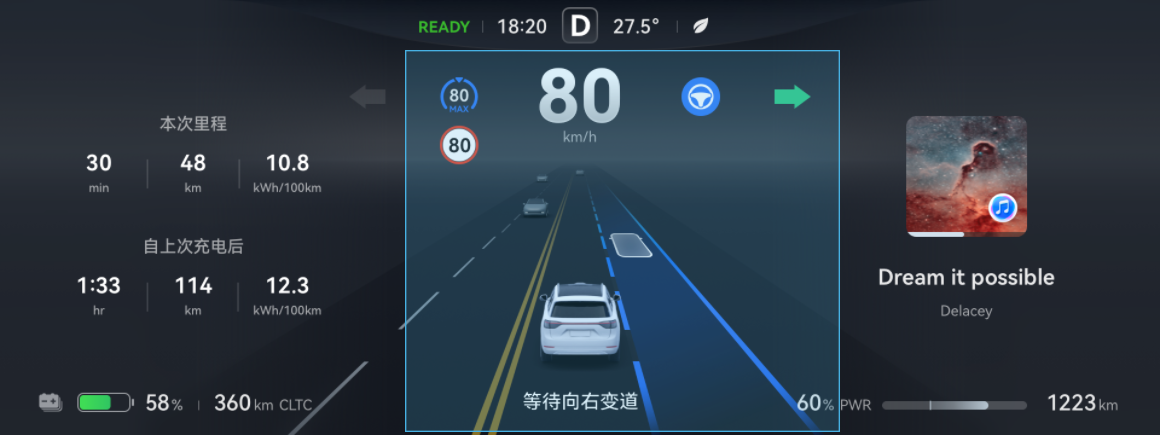 READY 18:20 D 27.5°
80 MAX
80
km/h
80
本次里程
30 48 10.8
min km kWh/100km
自上次充电后
1:33 114 12.3
hr km kWh/100km
Dream it possible
Delacey
等待向右变道
58% 360 km CLTC
60% PWR 1223 km